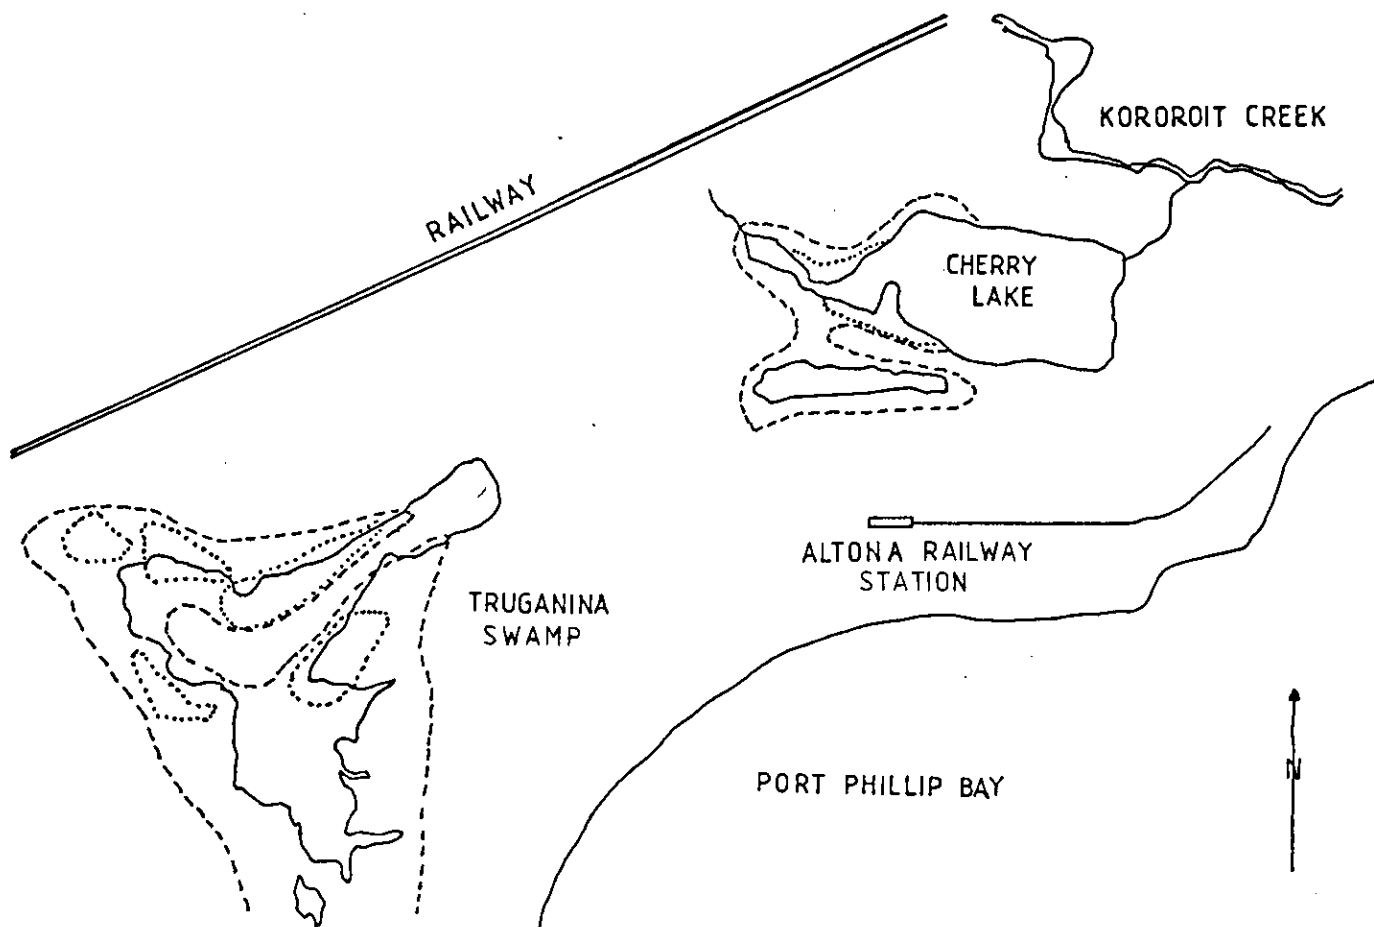 KOROROIT CREEK
RAILWAY
CHERRY
LAKE
ALTONA RAILWAY
STATION
TRUGANINA
SWAMP
PORT PHILLIP BAY
N